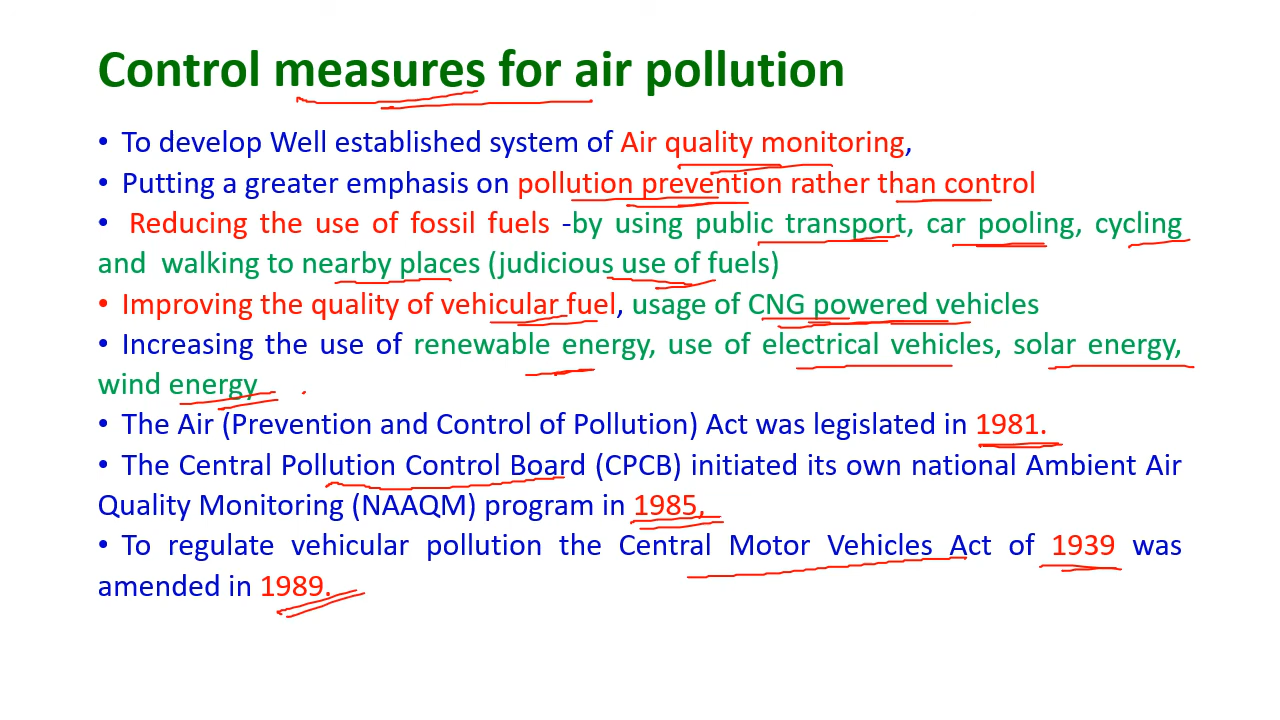 Control measures for air pollution
• To develop Well established system of Air quality monitoring,
• Putting a greater emphasis on pollution prevention rather than control
• Reducing the use of fossil fuels -by using public transport, car pooling, cycling
and walking to nearby places (judicious use of fuels)
• Improving the quality of vehicular fuel, usage of CNG powered vehicles
• Increasing the use of renewable energy, use of electrical vehicles, solar energy,
wind energy
• The Air (Prevention and Control of Pollution) Act was legislated in 1981.
• The Central Pollution Control Board (CPCB) initiated its own national Ambient Air
Quality Monitoring (NAAQM) program in 1985,
• To regulate vehicular pollution the Central Motor Vehicles Act of 1939 was
amended in 1989.